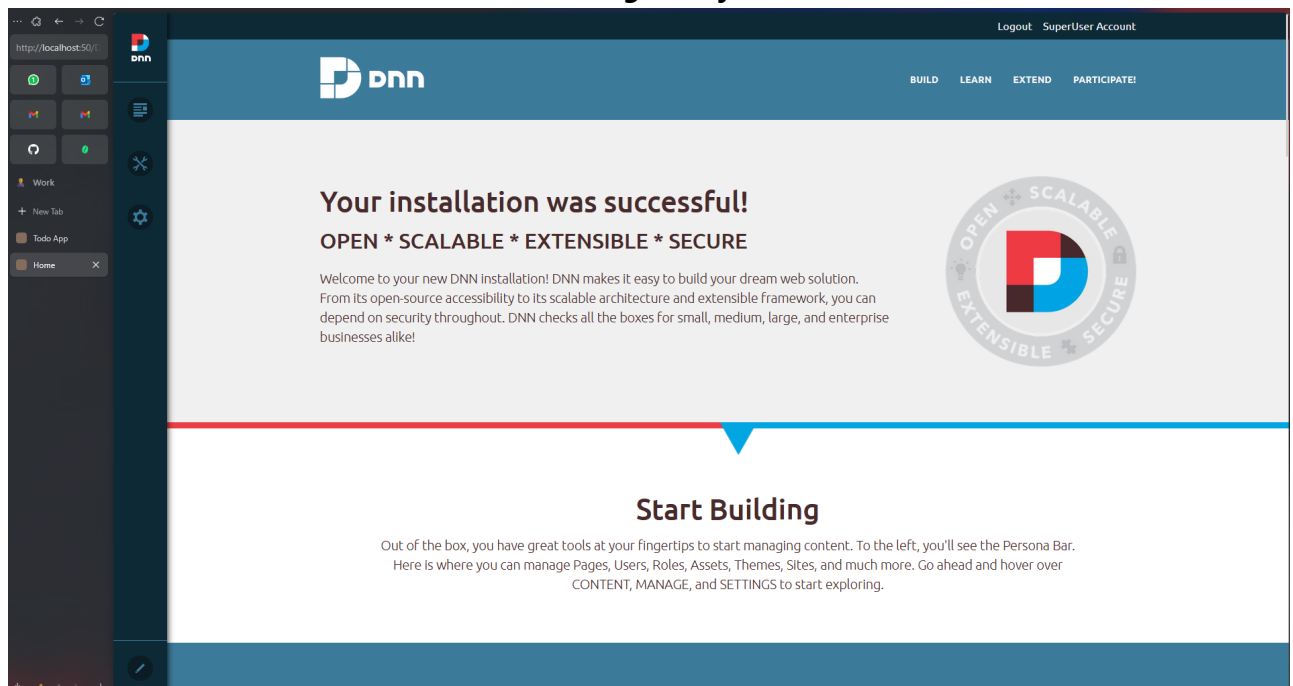 http://localhost:50/D
Work
New Tab
Todo App
Home
DNN
Logout SuperUser Account
DNN
BUILD LEARN EXTEND PARTICIPATE!
Your installation was successful!
OPEN * SCALABLE * EXTENSIBLE * SECURE
Welcome to your new DNN installation! DNN makes it easy to build your dream web solution.
From its open-source accessibility to its scalable architecture and extensible framework, you can
depend on security throughout. DNN checks all the boxes for small, medium, large, and enterprise
businesses alike!
OPEN SCALABLE EXTENSIBLE SECURE
Start Building
Out of the box, you have great tools at your fingertips to start managing content. To the left, you'll see the Persona Bar.
Here is where you can manage Pages, Users, Roles, Assets, Themes, Sites, and much more. Go ahead and hover over
CONTENT, MANAGE, and SETTINGS to start exploring.